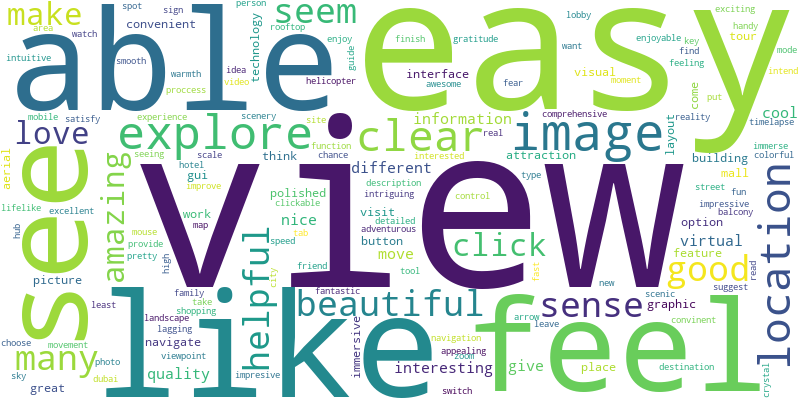 make
able
easy
seem
convenient
spot
sign
person
exciting
area
watch
rooftop
lobby
handy
technology
enjoy
want
enjoyable
tour
intuitive
smooth
idea
guide
finish
gratitude
key
find
mode
warmth
interface
visual
feeling
intend
proccess
video
helicopter
awesome
fear
moment
come
put
mobile
experience
scenery
site
information
comprehensive
cool
love
satisfy
explore
function
clear
real
image
layout
reality
timelapse
seeing
scale
chance
interested
immerse
colorful
aerial
see
amazing
hotel
think
different
attraction
building
gui
description
type
mall
lifelike
excellent
improve
polished
intriguing
control
street
fun
location
mouse
work
clickable
visit
detailed
option
impressive
balcony
hub
provide
map
nice
adventurous
button
click
virtual
pretty
helpful
tab
speed
move
feature
read
view
picture
high
city
friend
tool
fast
good
scenic
suggest
family
take
fantastic
new
least
shopping
beautiful
sense
graphic
landscape
like
arrow
leave
convinent
choose
movement
lagging
navigate
navigation
feel
many
photo
viewpoint
immersive
appealing
zoom
give
place
destination
sky
quality
interesting
great
dubai
impresive
switch
crystal